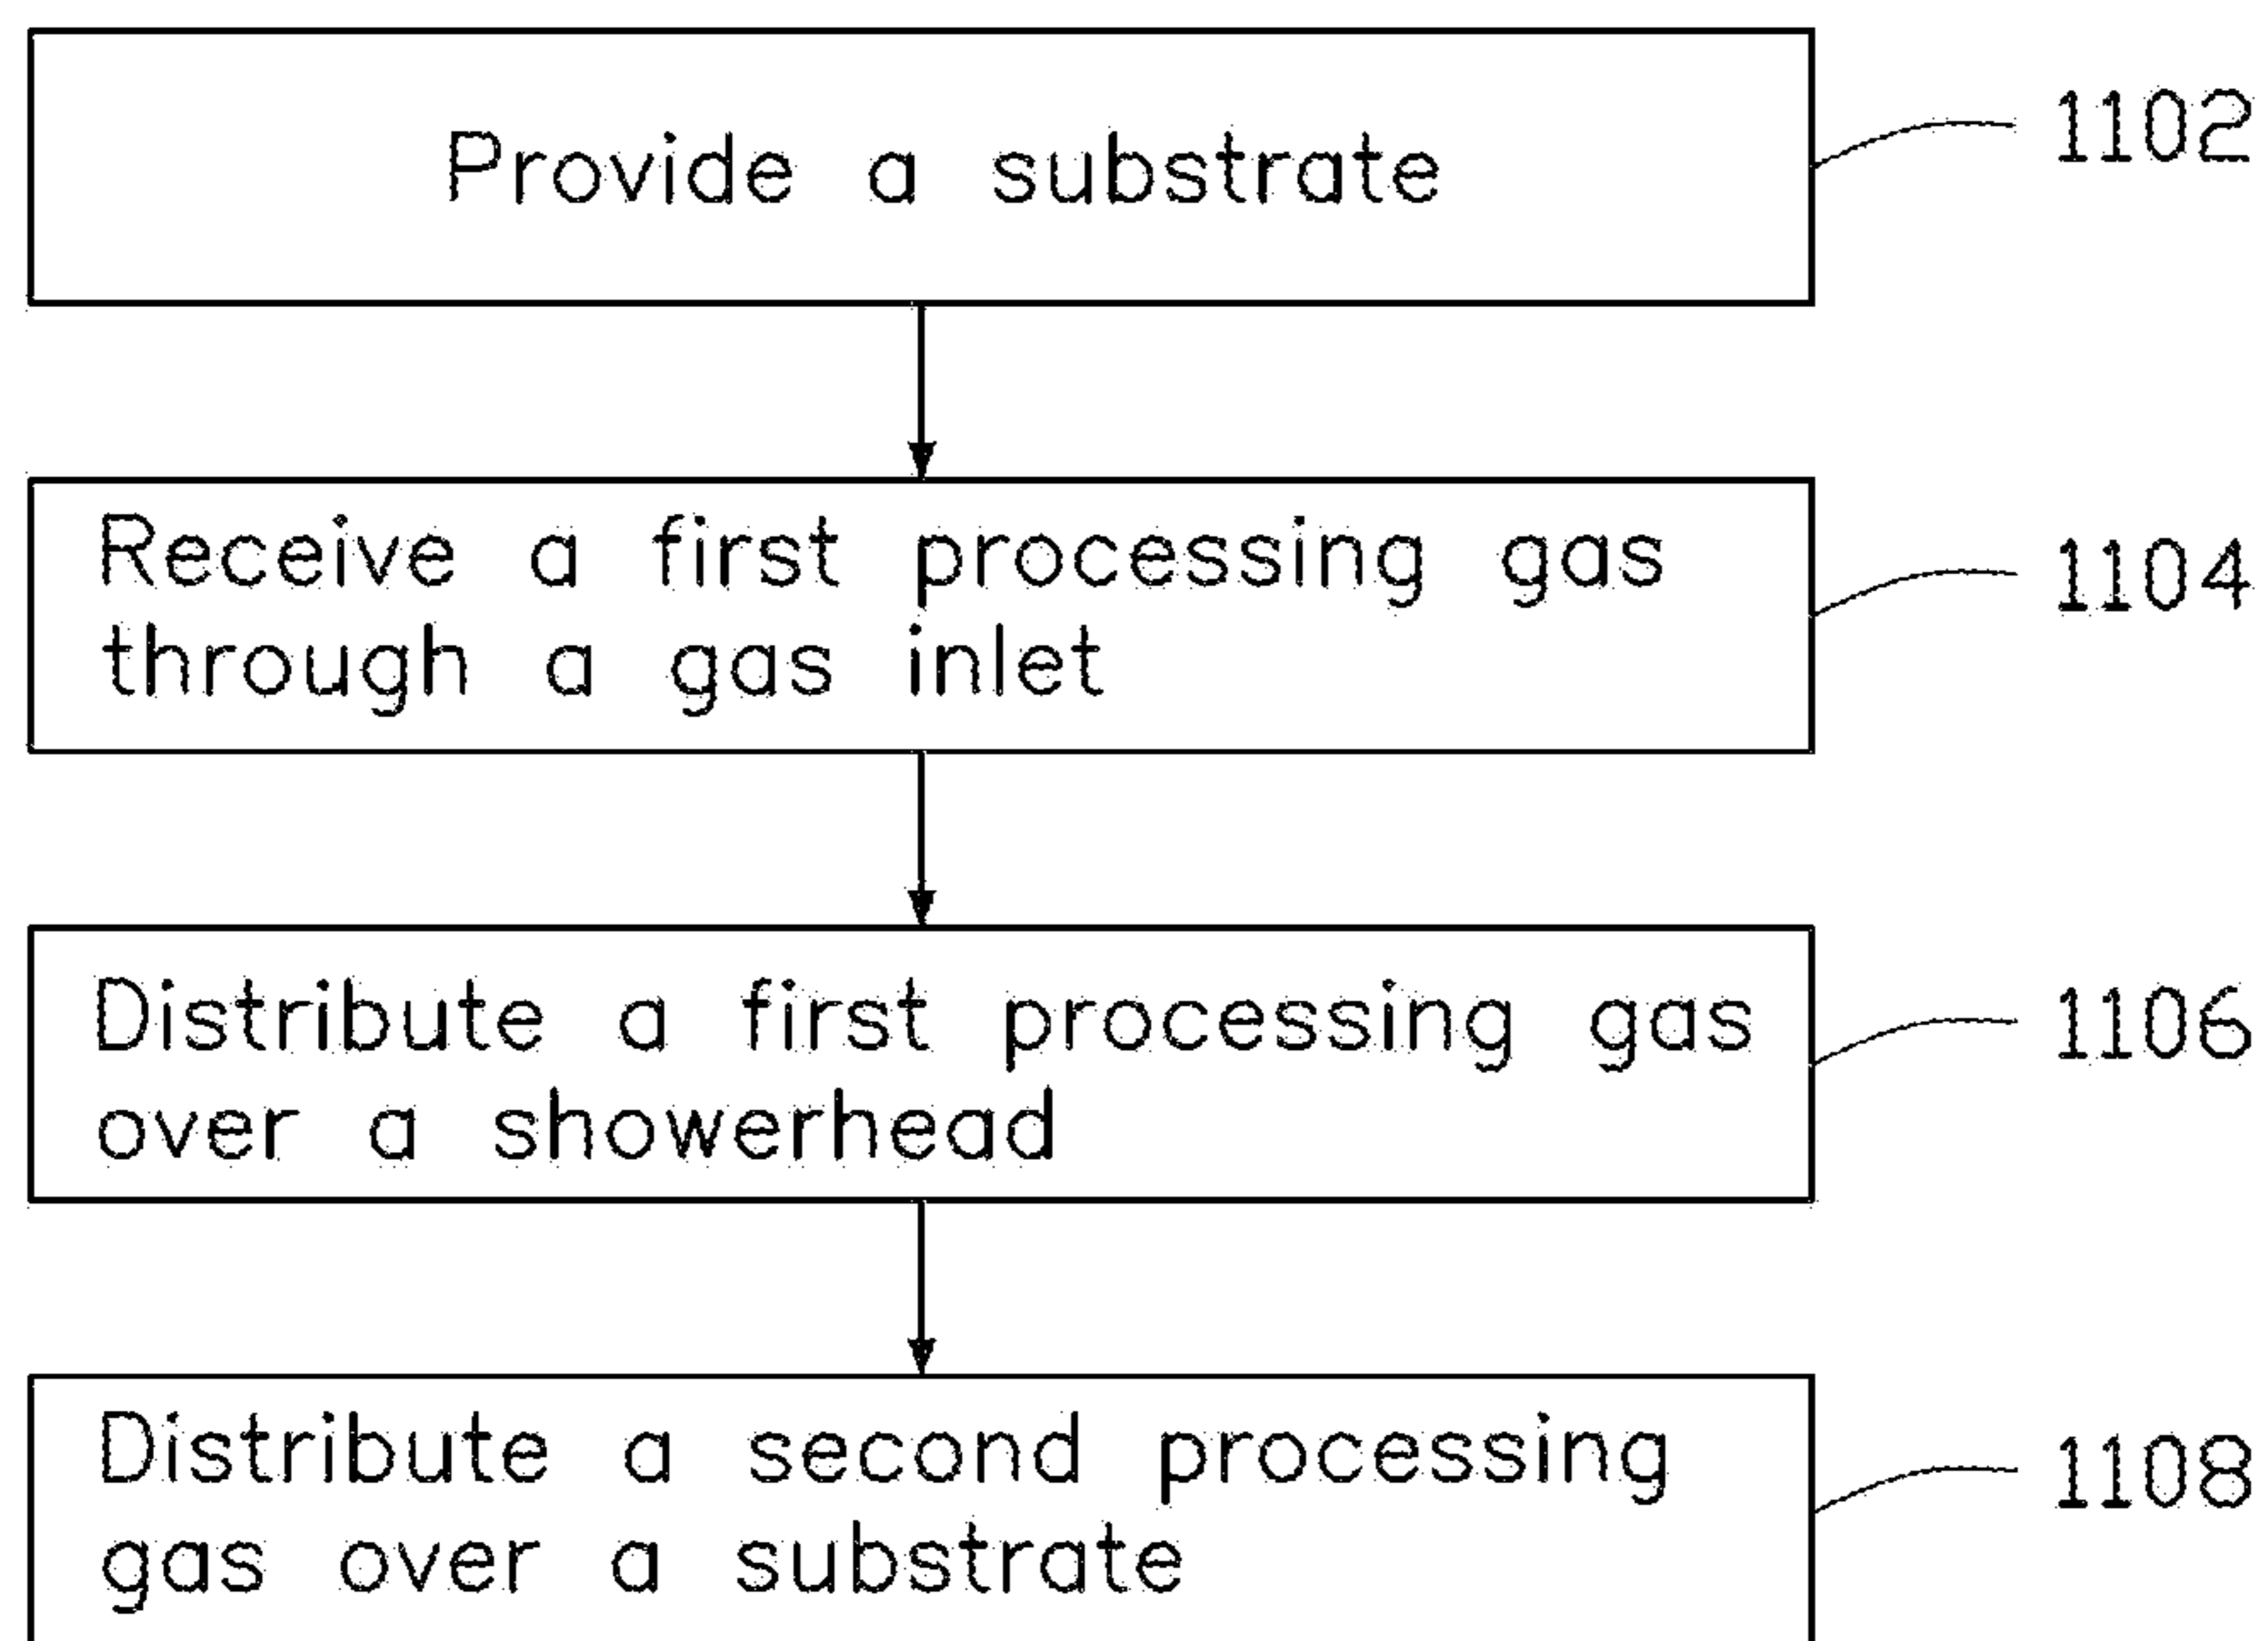 Provide a substrate
1102
Receive a first processing gas
through a gas inlet
1104
Distribute a first processing gas
over a showerhead
1106
Distribute a second processing
gas over a substrate
1108